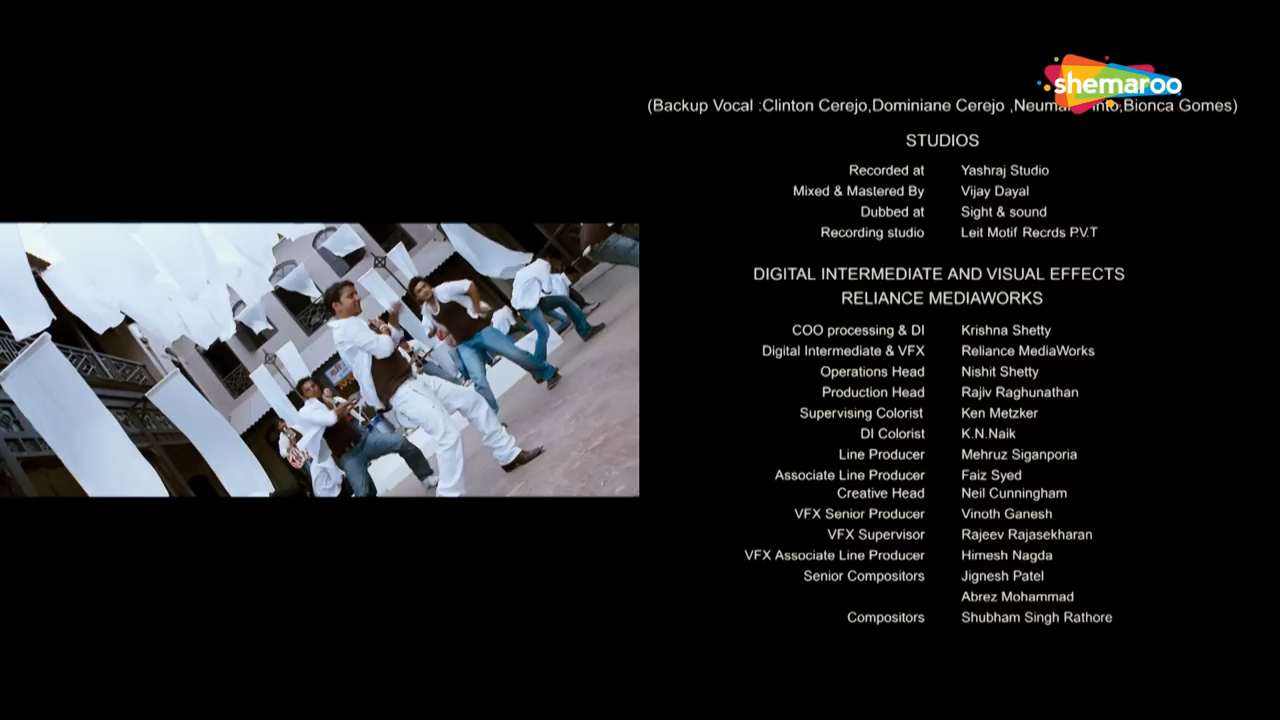 shemaroo
(Backup Vocal :Clinton Cerejo,Dominiane Cerejo ,Bionca Gomes)
STUDIOS
Recorded at Yashraj Studio
Mixed & Mastered By Vijay Dayal
Dubbed at Sight & sound
Recording studio Leit Motif Recrds P.V.T
DIGITAL INTERMEDIATE AND VISUAL EFFECTS
RELIANCE MEDIAWORKS
COO processing & DI Krishna Shetty
Digital Intermediate & VFX Reliance MediaWorks
Operations Head Nishit Shetty
Production Head Rajiv Raghunathan
Supervising Colorist Ken Metzker
DI Colorist K.N.Naik
Line Producer Mehruz Siganporia
Associate Line Producer Faiz Syed
Creative Head Neil Cunningham
VFX Senior Producer Vinoth Ganesh
VFX Supervisor Rajeev Rajasekharan
VFX Associate Line Producer Himesh Nagda
Senior Compositors Jignesh Patel
Abrez Mohammad
Compositors Shubham Singh Rathore